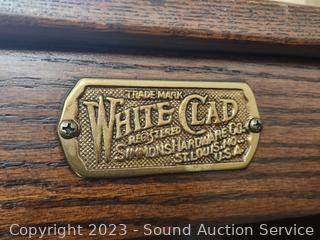 TRADE MARK
WHITE CLAD
REGISTERED
SIMMONS HARDWARE CO.
ST. LOUIS, MO.
U.S.A.
Copyright 2023 - Sound Auction Service